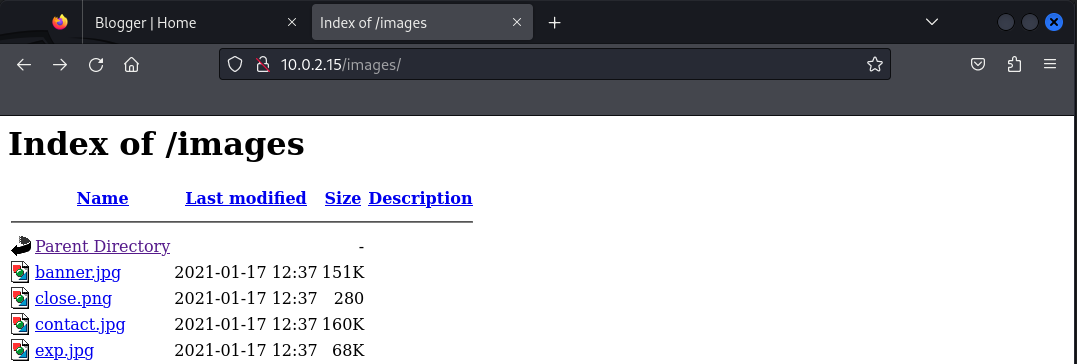 Blogger | Home
Index of /images
10.0.2.15/images/
Index of /images
Name Last modified Size Description
Parent Directory -
banner.jpg 2021-01-17 12:37 151K
close.png 2021-01-17 12:37 280
contact.jpg 2021-01-17 12:37 160K
exp.jpg 2021-01-17 12:37 68K